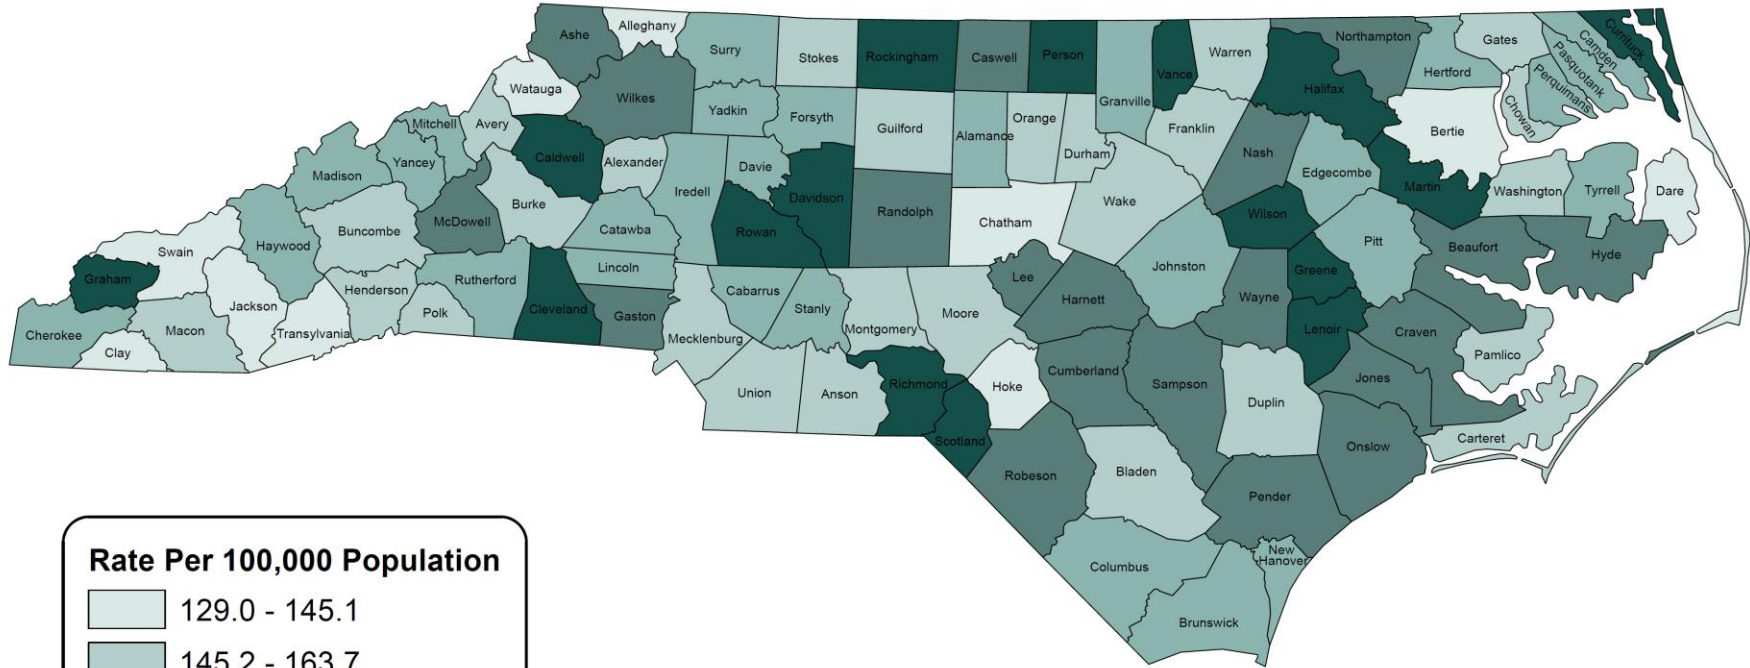 Ashe
Alleghany
Surry
Stokes
Rockingham
Caswell
Person
Granville
Vance
Warren
Northampton
Halifax
Hertford
Gates
Camden
Currituck
Pasquotank
Perquimans
Chowan
Watauga
Wilkes
Yadkin
Forsyth
Guilford
Alamance
Orange
Durham
Franklin
Nash
Edgecombe
Bertie
Mitchell
Avery
Caldwell
Alexander
Madison
Yancey
Iredell
Davie
Davidson
Randolph
Chatham
Wake
Wilson
Martin
Washington
Tyrrell
Dare
Swain
Haywood
Buncombe
McDowell
Burke
Catawba
Rowan
Lee
Johnston
Greene
Pitt
Beaufort
Hyde
Graham
Cherokee
Clay
Macon
Jackson
Transylvania
Henderson
Polk
Rutherford
Cleveland
Lincoln
Gaston
Mecklenburg
Cabarrus
Stanly
Montgomery
Moore
Harnett
Wayne
Lenoir
Craven
Pamlico
Union
Anson
Richmond
Scotland
Hoke
Cumberland
Sampson
Duplin
Jones
Onslow
Carteret
Robeson
Bladen
Pender
Columbus
Brunswick
New
Hanover
Rate Per 100,000 Population
129.0 - 145.1
145.2 - 163.7